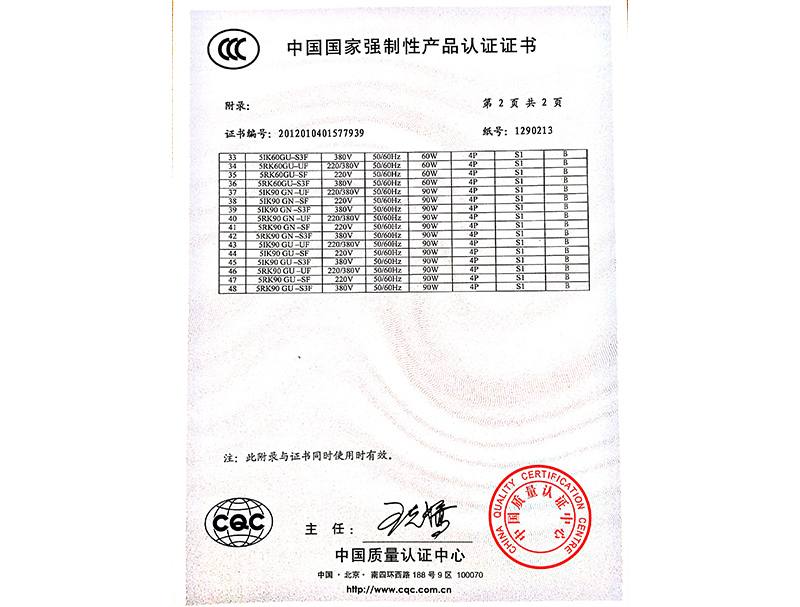 CCC
中国国家强制性产品认证证书
附录:
第 2 页 共 2 页
证书编号: 2012010401577939
纸号: 1290213
33 5IK60GU-S3F 380V 50/60Hz 60W 4P S1 B
34 5RK60GU-UF 220/380V 50/60Hz 60W 4P S1 B
35 5RK60GU-SF 220V 50/60Hz 60W 4P S1 B
36 5RK60GU-S3F 380V 50/60Hz 60W 4P S1 B
37 5IK90 GN -UF 220/380V 50/60Hz 90W 4P S1 B
38 5IK90 GN -SF 220V 50/60Hz 90W 4P S1 B
39 5IK90 GN -S3F 380V 50/60Hz 90W 4P S1 B
40 5RK90 GN -UF 220/380V 50/60Hz 90W 4P S1 B
41 5RK90 GN -SF 220V 50/60Hz 90W 4P S1 B
42 5RK90 GN -S3F 380V 50/60Hz 90W 4P S1 B
43 5IK90 GU -UF 220/380V 50/60Hz 90W 4P S1 B
44 5IK90 GU -SF 220V 50/60Hz 90W 4P S1 B
45 5IK90 GU -S3F 380V 50/60Hz 90W 4P S1 B
46 5RK90 GU -UF 220/380V 50/60Hz 90W 4P S1 B
47 5RK90 GU -SF 220V 50/60Hz 90W 4P S1 B
48 5RK90 GU -S3F 380V 50/60Hz 90W 4P S1 B
注: 此附录与证书同时使用时有效。
CQC
主 任:
CHINA QUALITY CERTIFICATION CENTRE
中国质量认证中心
中国质量认证中心
中国·北京·南四环西路 188 号 9 区 100070
http://www.cqc.com.cn